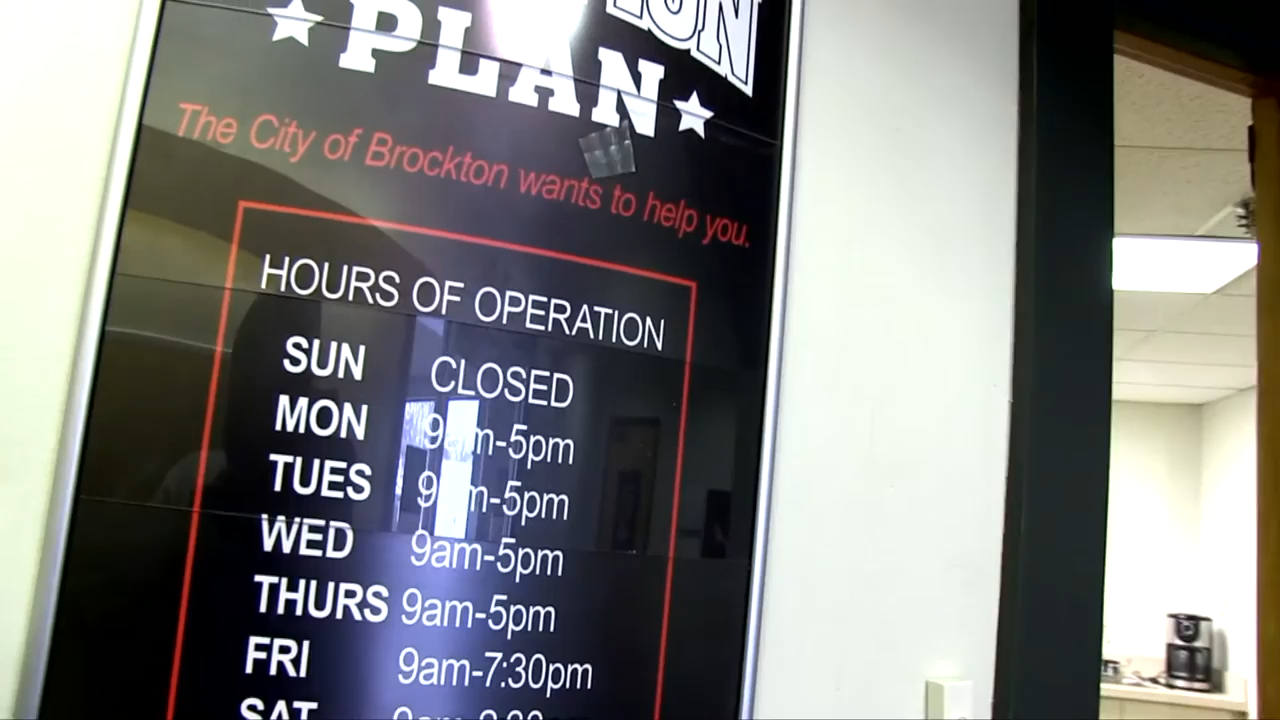 PLAN
The City of Brockton wants to help you.
HOURS OF OPERATION
SUN CLOSED
MON 9am-5pm
TUES 9am-5pm
WED 9am-5pm
THURS 9am-5pm
FRI 9am-7:30pm
SAT